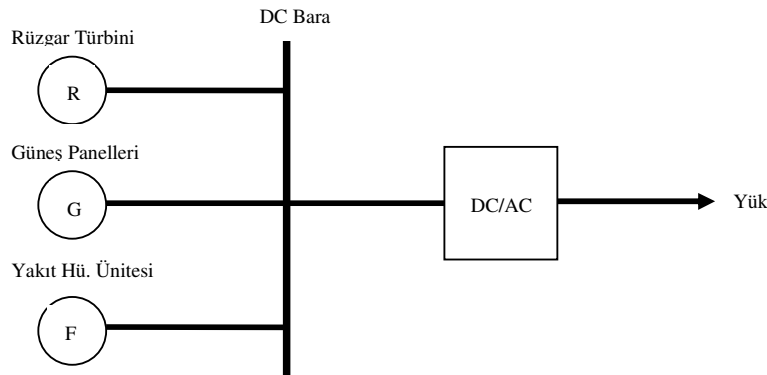 DC Bara
Rüzgar Türbini
R
Güneş Panelleri
G
DC/AC
Yük
Yakıt Hü. Ünitesi
F